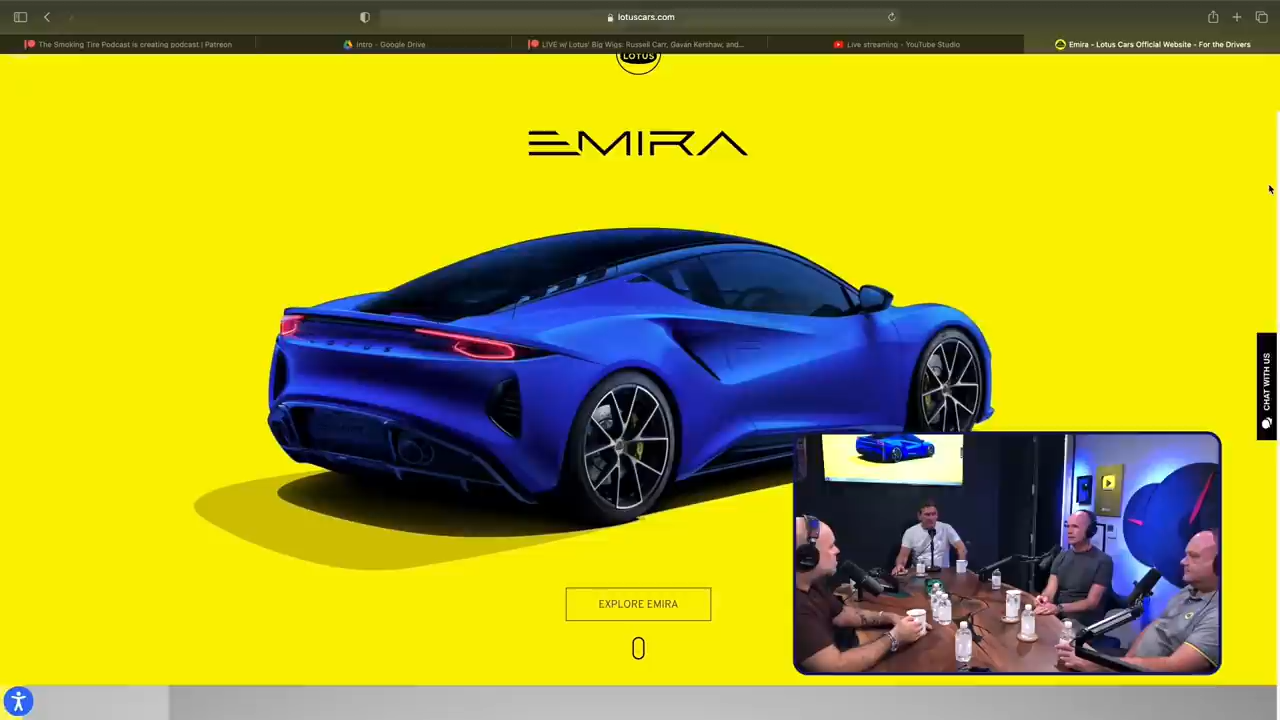 lotuscars.com
The Smoking Tire Podcast is creating podcast | Patreon
Intro - Google Drive
LIVE w/ Lotus' Big Wigs: Russell Carr, Gavan Kershaw, and...
Live streaming - YouTube Studio
Emira - Lotus Cars Official Website - For the Drivers
LOTUS
EMIRA
LOTUS
CHAT WITH US
EXPLORE EMIRA